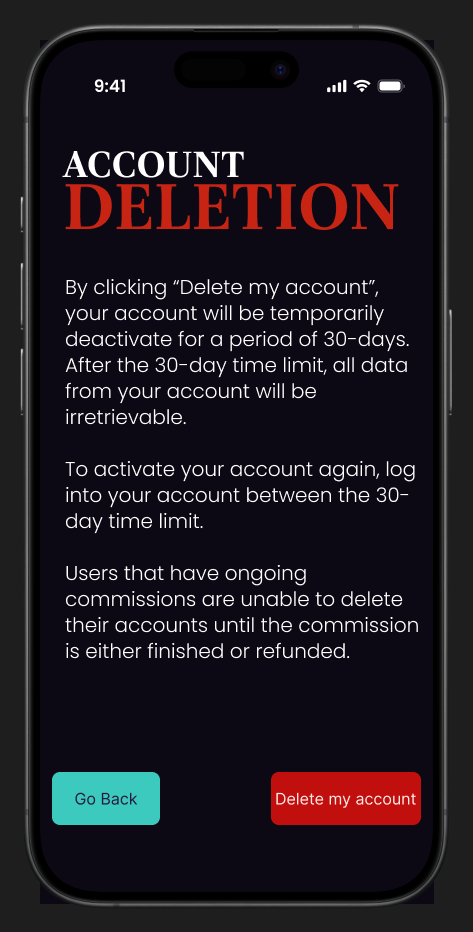 9:41
ACCOUNT
DELETION
By clicking “Delete my account”,
your account will be temporarily
deactivate for a period of 30-days.
After the 30-day time limit, all data
from your account will be
irretrievable.
To activate your account again, log
into your account between the 30-
day time limit.
Users that have ongoing
commissions are unable to delete
their accounts until the commission
is either finished or refunded.
Go Back
Delete my account